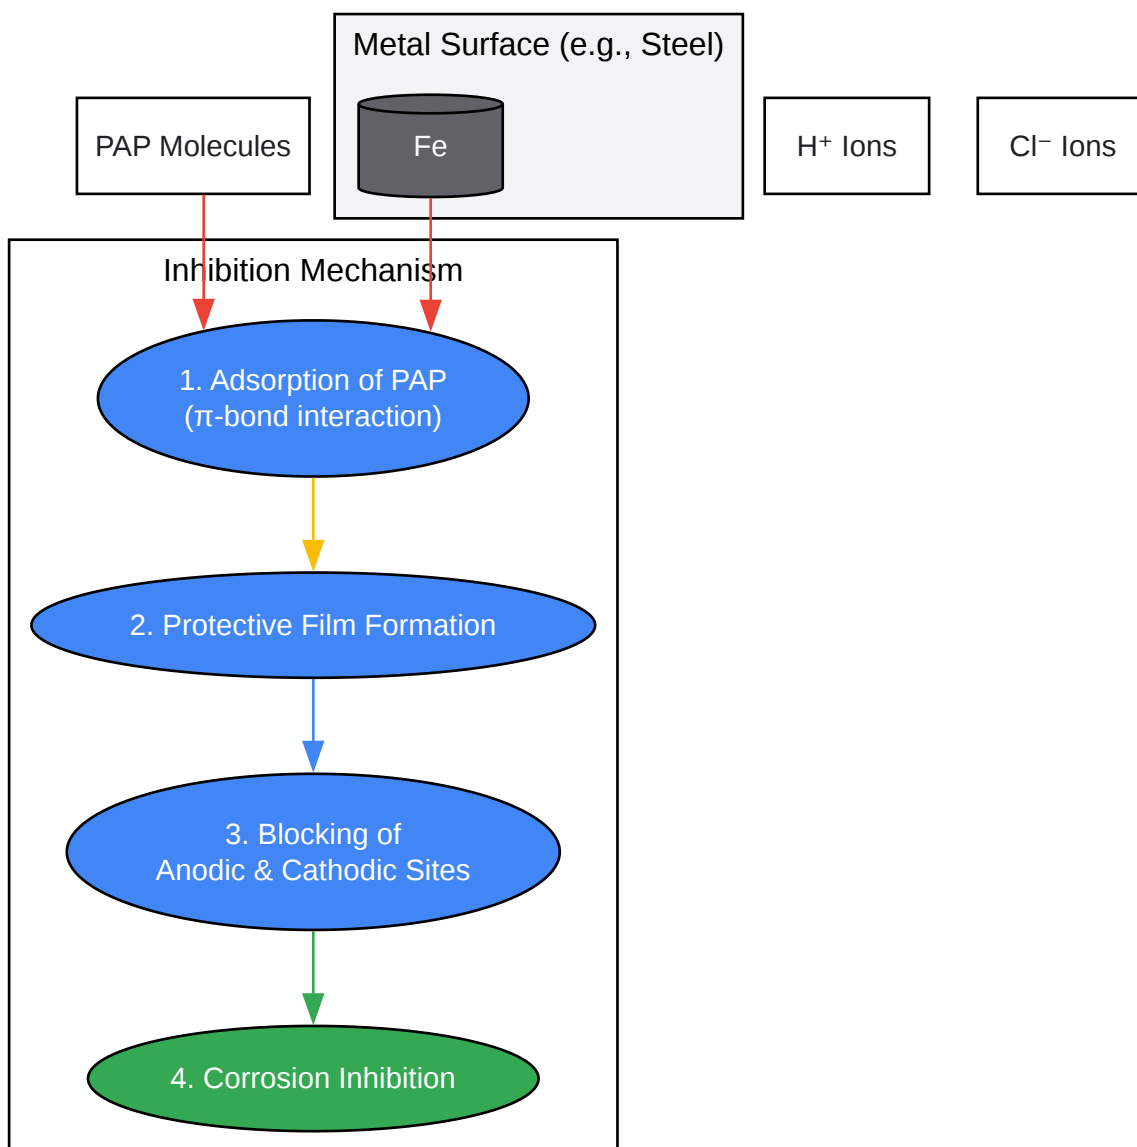 Metal Surface (e.g., Steel)
PAP Molecules
Fe
H⁺ Ions
Cl⁻ Ions
Inhibition Mechanism
1. Adsorption of PAP
(π-bond interaction)
2. Protective Film Formation
3. Blocking of
Anodic & Cathodic Sites
4. Corrosion Inhibition